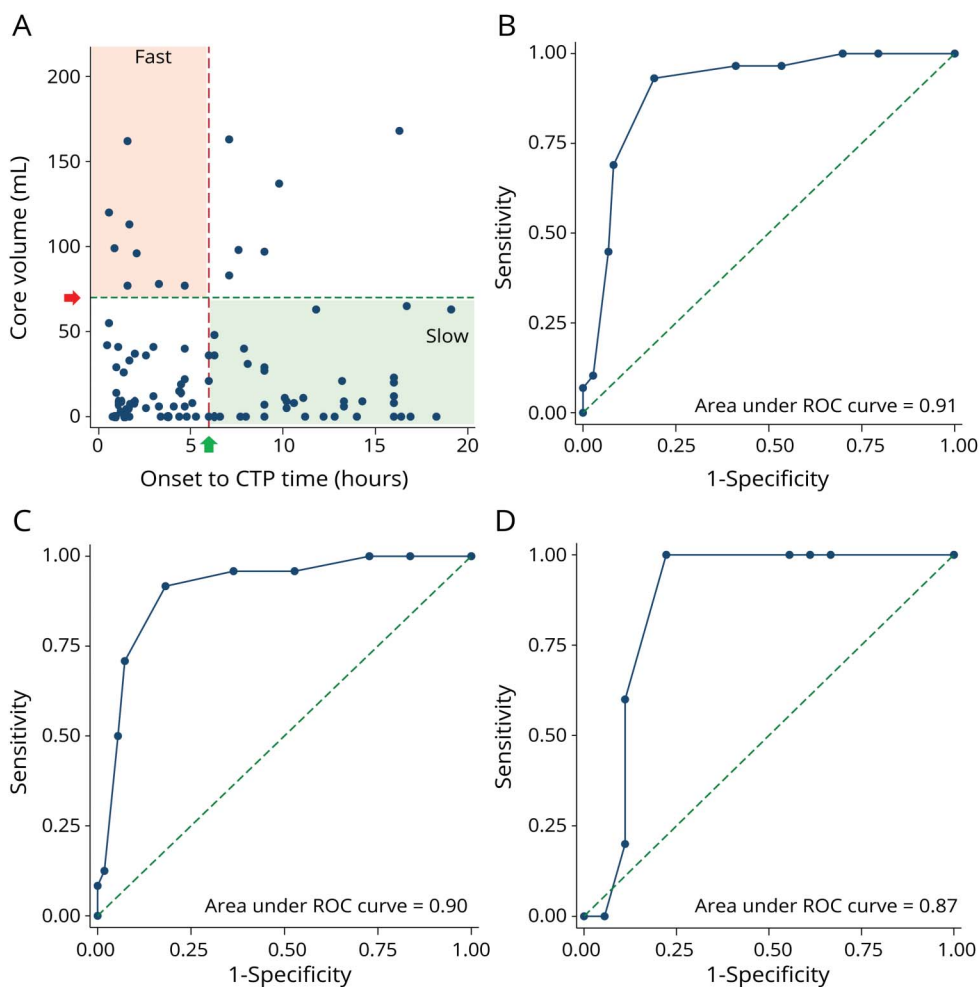 A
Fast
200
150
100
50
0
Core volume (mL)
Slow
0
5
10
15
20
Onset to CTP time (hours)
B
1.00
0.75
0.50
0.25
0.00
Sensitivity
Area under ROC curve = 0.91
0.00
0.25
0.50
0.75
1.00
1-Specificity
C
1.00
0.75
0.50
0.25
0.00
Sensitivity
Area under ROC curve = 0.90
0.00
0.25
0.50
0.75
1.00
1-Specificity
D
1.00
0.75
0.50
0.25
0.00
Sensitivity
Area under ROC curve = 0.87
0.00
0.25
0.50
0.75
1.00
1-Specificity